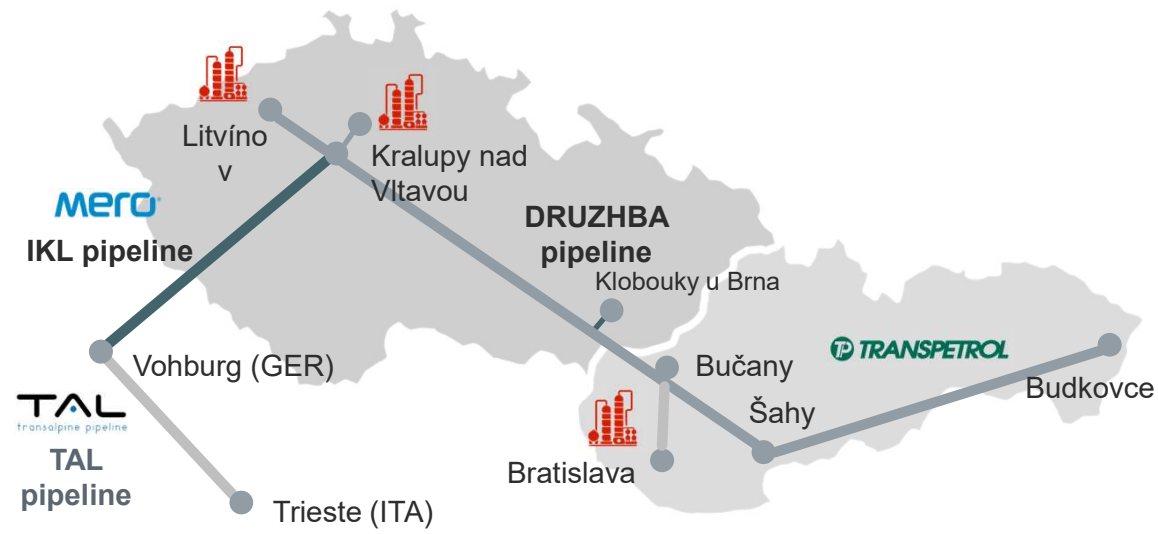 Litvíno
v
Kralupy nad
Vltavou
mero
IKL pipeline
DRUZHBA
pipeline
Klobouky u Brna
TP TRANSPETROL
Vohburg (GER)
Bučany
Budkovce
TAL
transalpine pipeline
Šahy
TAL
pipeline
Bratislava
Trieste (ITA)